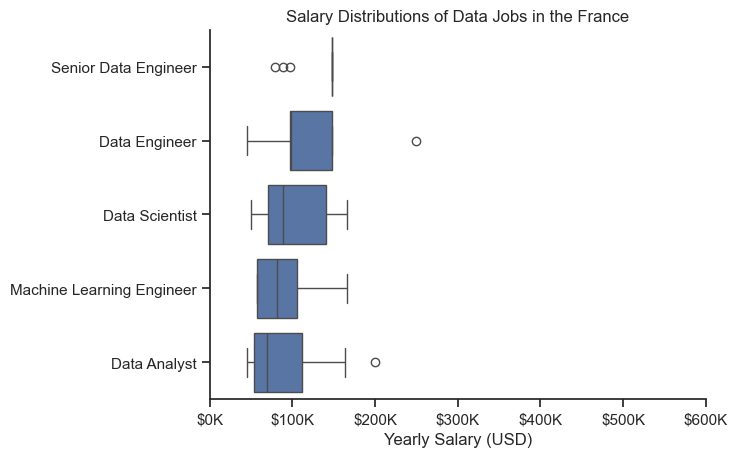 Salary Distributions of Data Jobs in the France
Senior Data Engineer
Data Engineer
Data Scientist
Machine Learning Engineer
Data Analyst
$0K $100K $200K $300K $400K $500K $600K
Yearly Salary (USD)